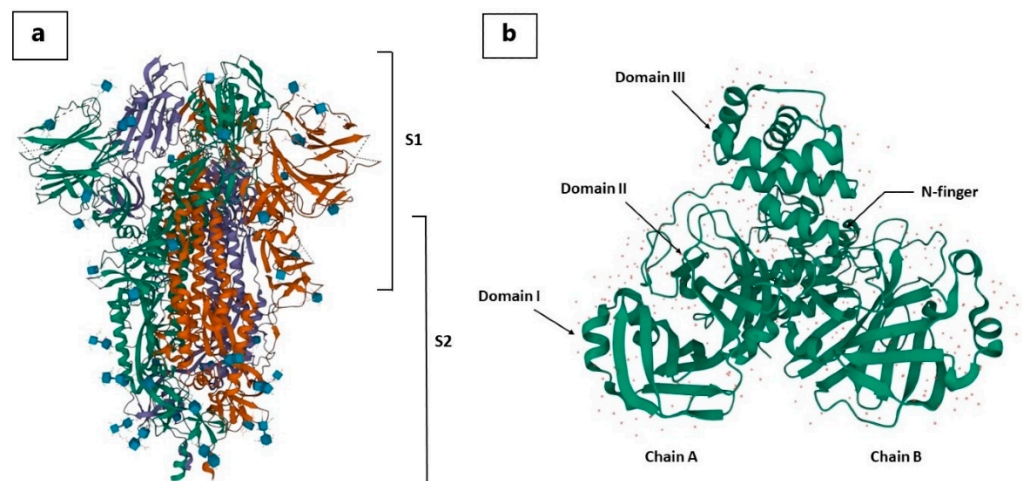 a
S1
S2
b
Domain III
Domain II
N-finger
Domain I
Chain A
Chain B